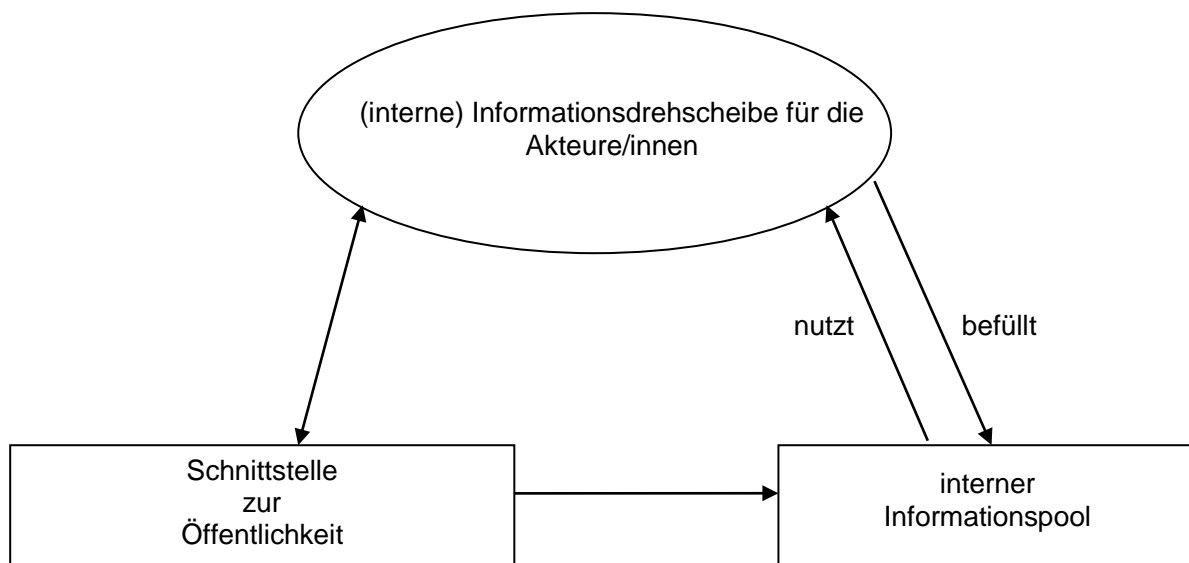 (interne) Informationsdrehscheibe für die
Akteure/innen
nutzt
befüllt
Schnittstelle
zur
Öffentlichkeit
interner
Informationspool